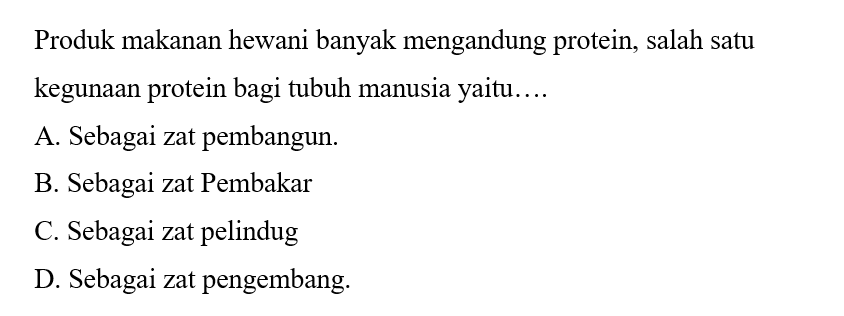 Produk makanan hewani banyak mengandung protein, salah satu
kegunaan protein bagi tubuh manusia yaitu….
A. Sebagai zat pembangun.
B. Sebagai zat Pembakar
C. Sebagai zat pelindug
D. Sebagai zat pengembang.